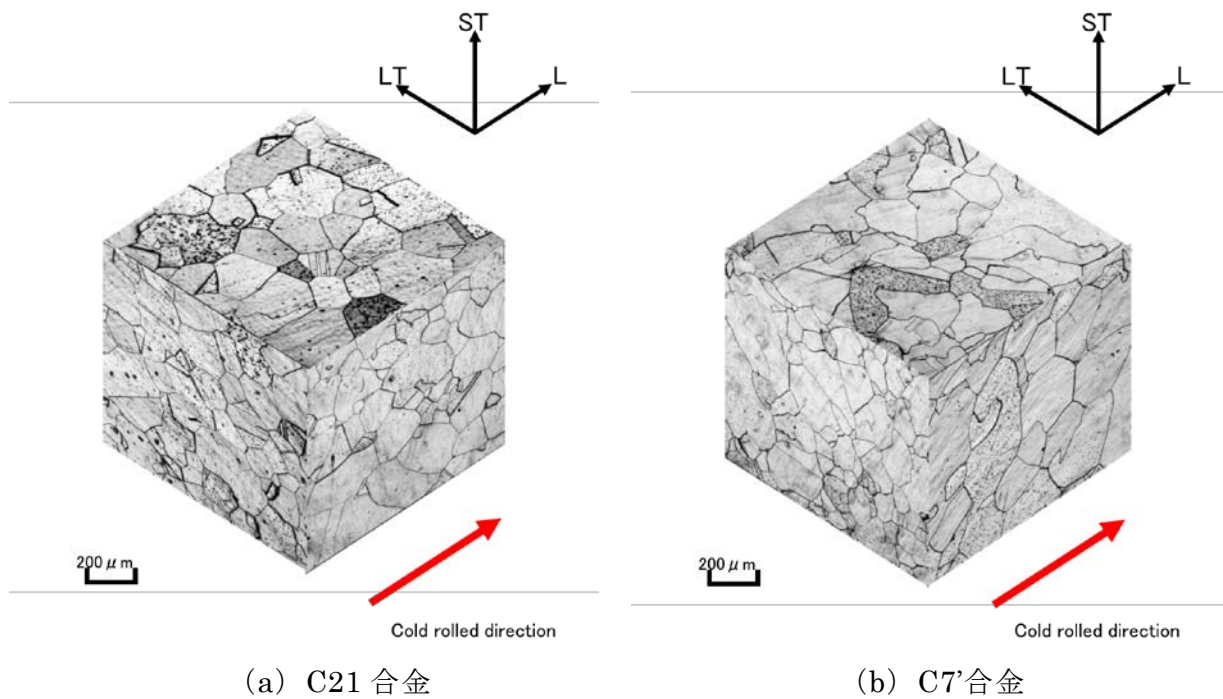 ST
LT
L
200 μm
Cold rolled direction
(a) C21 合金
ST
LT
L
200 μm
Cold rolled direction
(b) C7’合金